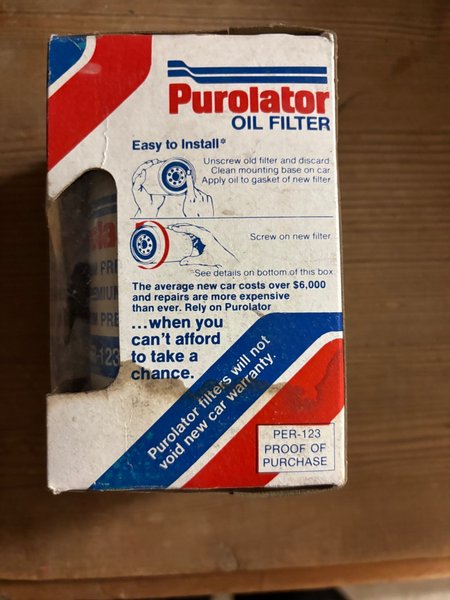 Purolator
OIL FILTER
Easy to Install*
Unscrew old filter and discard
Clean mounting base on car
Apply oil to gasket of new filter
Screw on new filter
*See details on bottom of this box
The average new car costs over $6,000
and repairs are more expensive
than ever. Rely on Purolator
...when you
can't afford
to take a
chance.
Purolator filters will not
void new car warranty.
PER-123
PROOF OF
PURCHASE